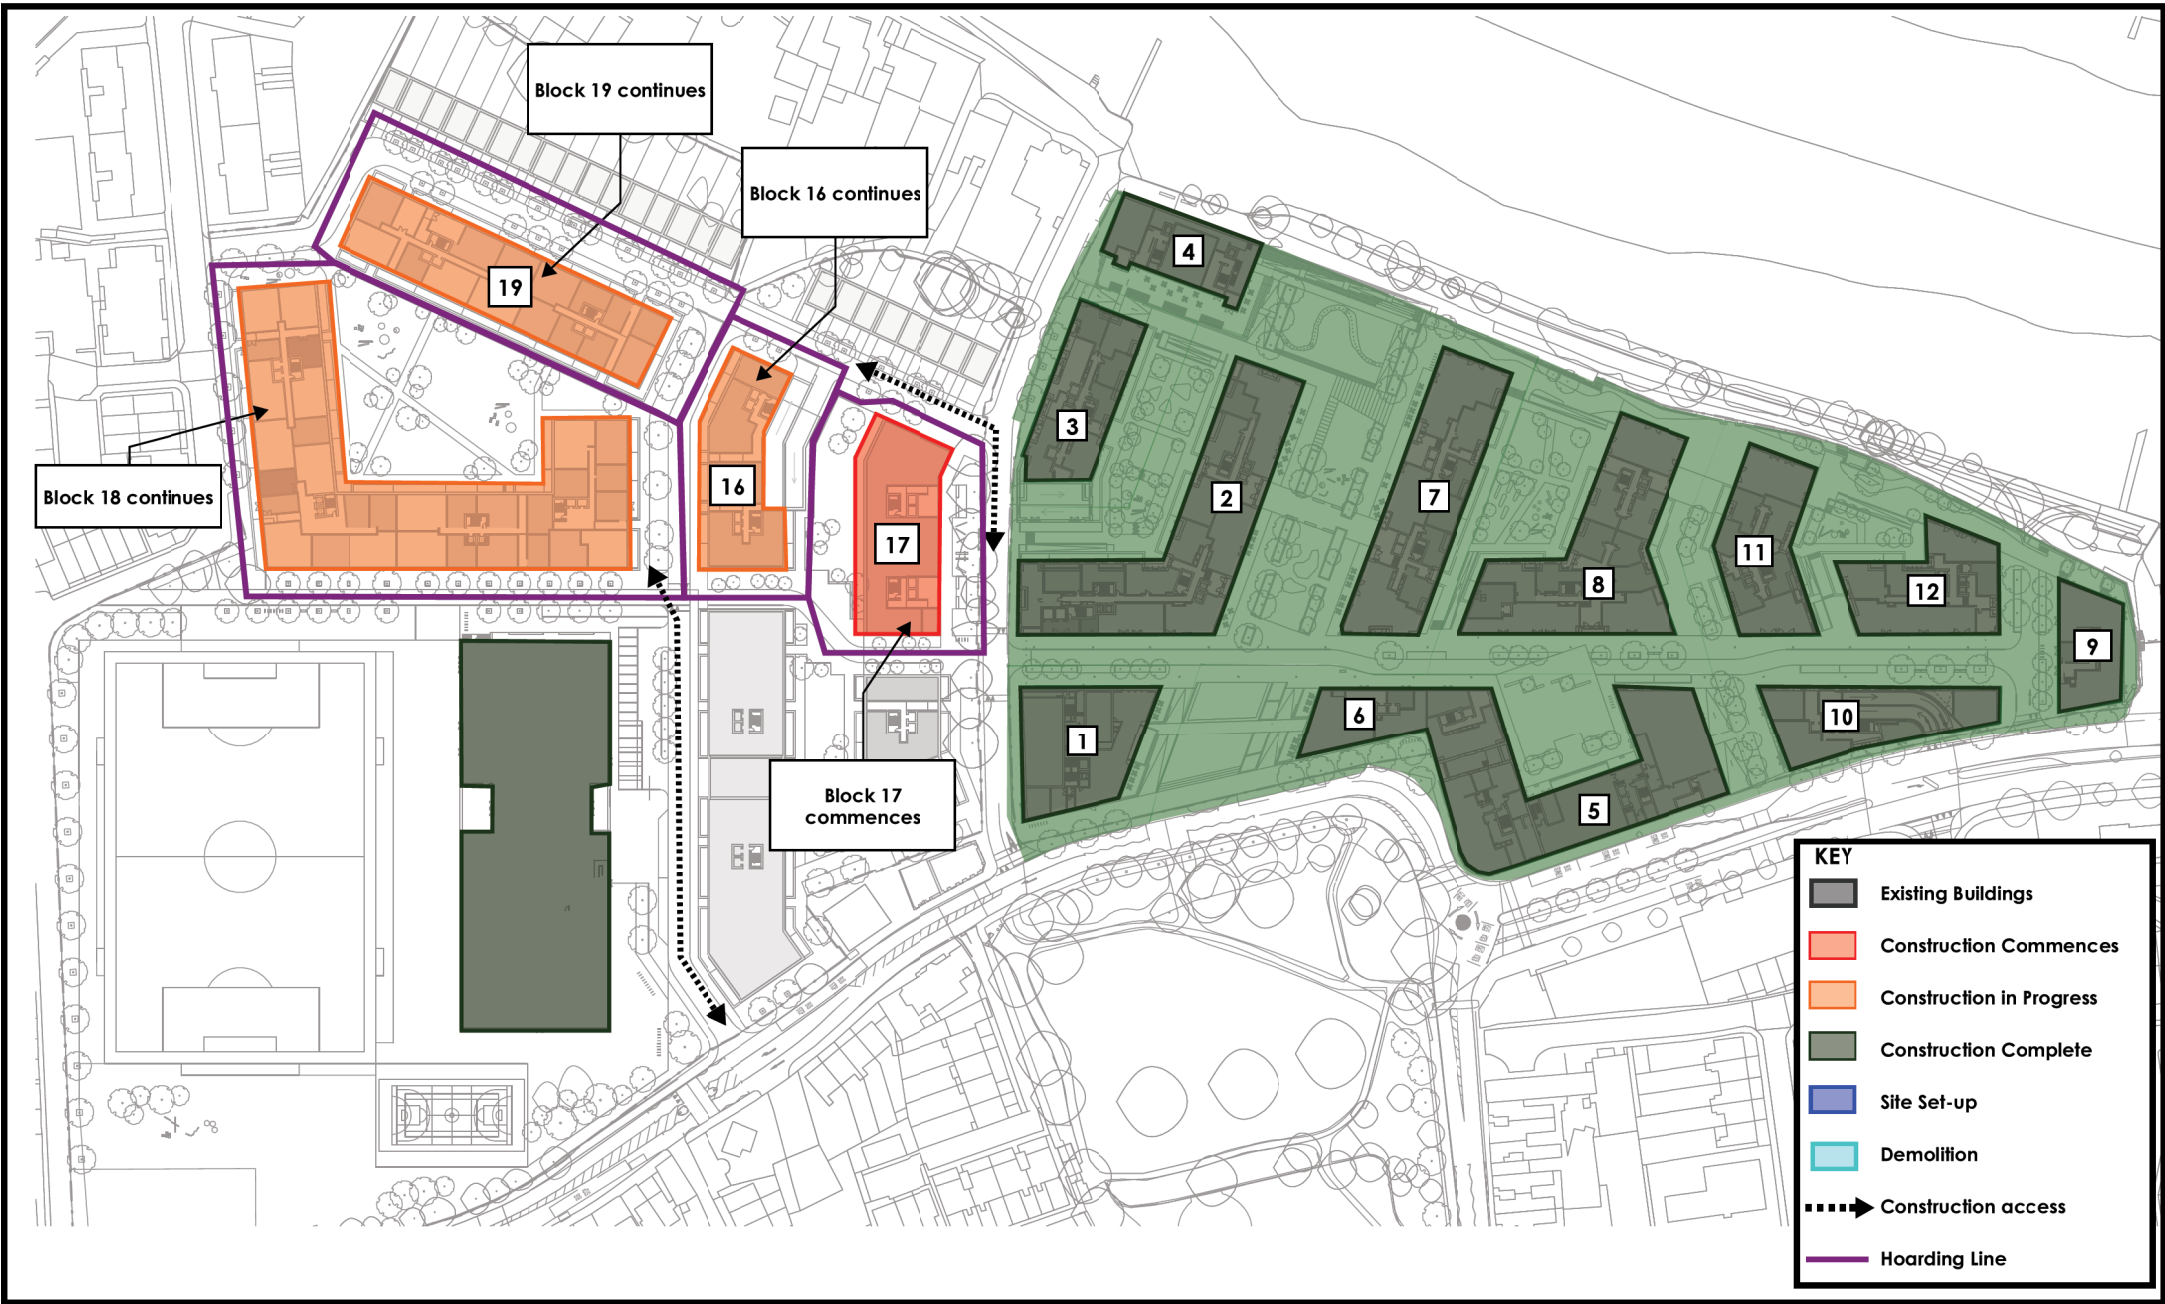 Block 19 continues
Block 16 continues
4
19
3
2
7
Block 18 continues
16
17
11
8
12
9
6
10
1
5
Block 17
commences
KEY
Existing Buildings
Construction Commences
Construction in Progress
Construction Complete
Site Set-up
Demolition
Construction access
Hoarding Line